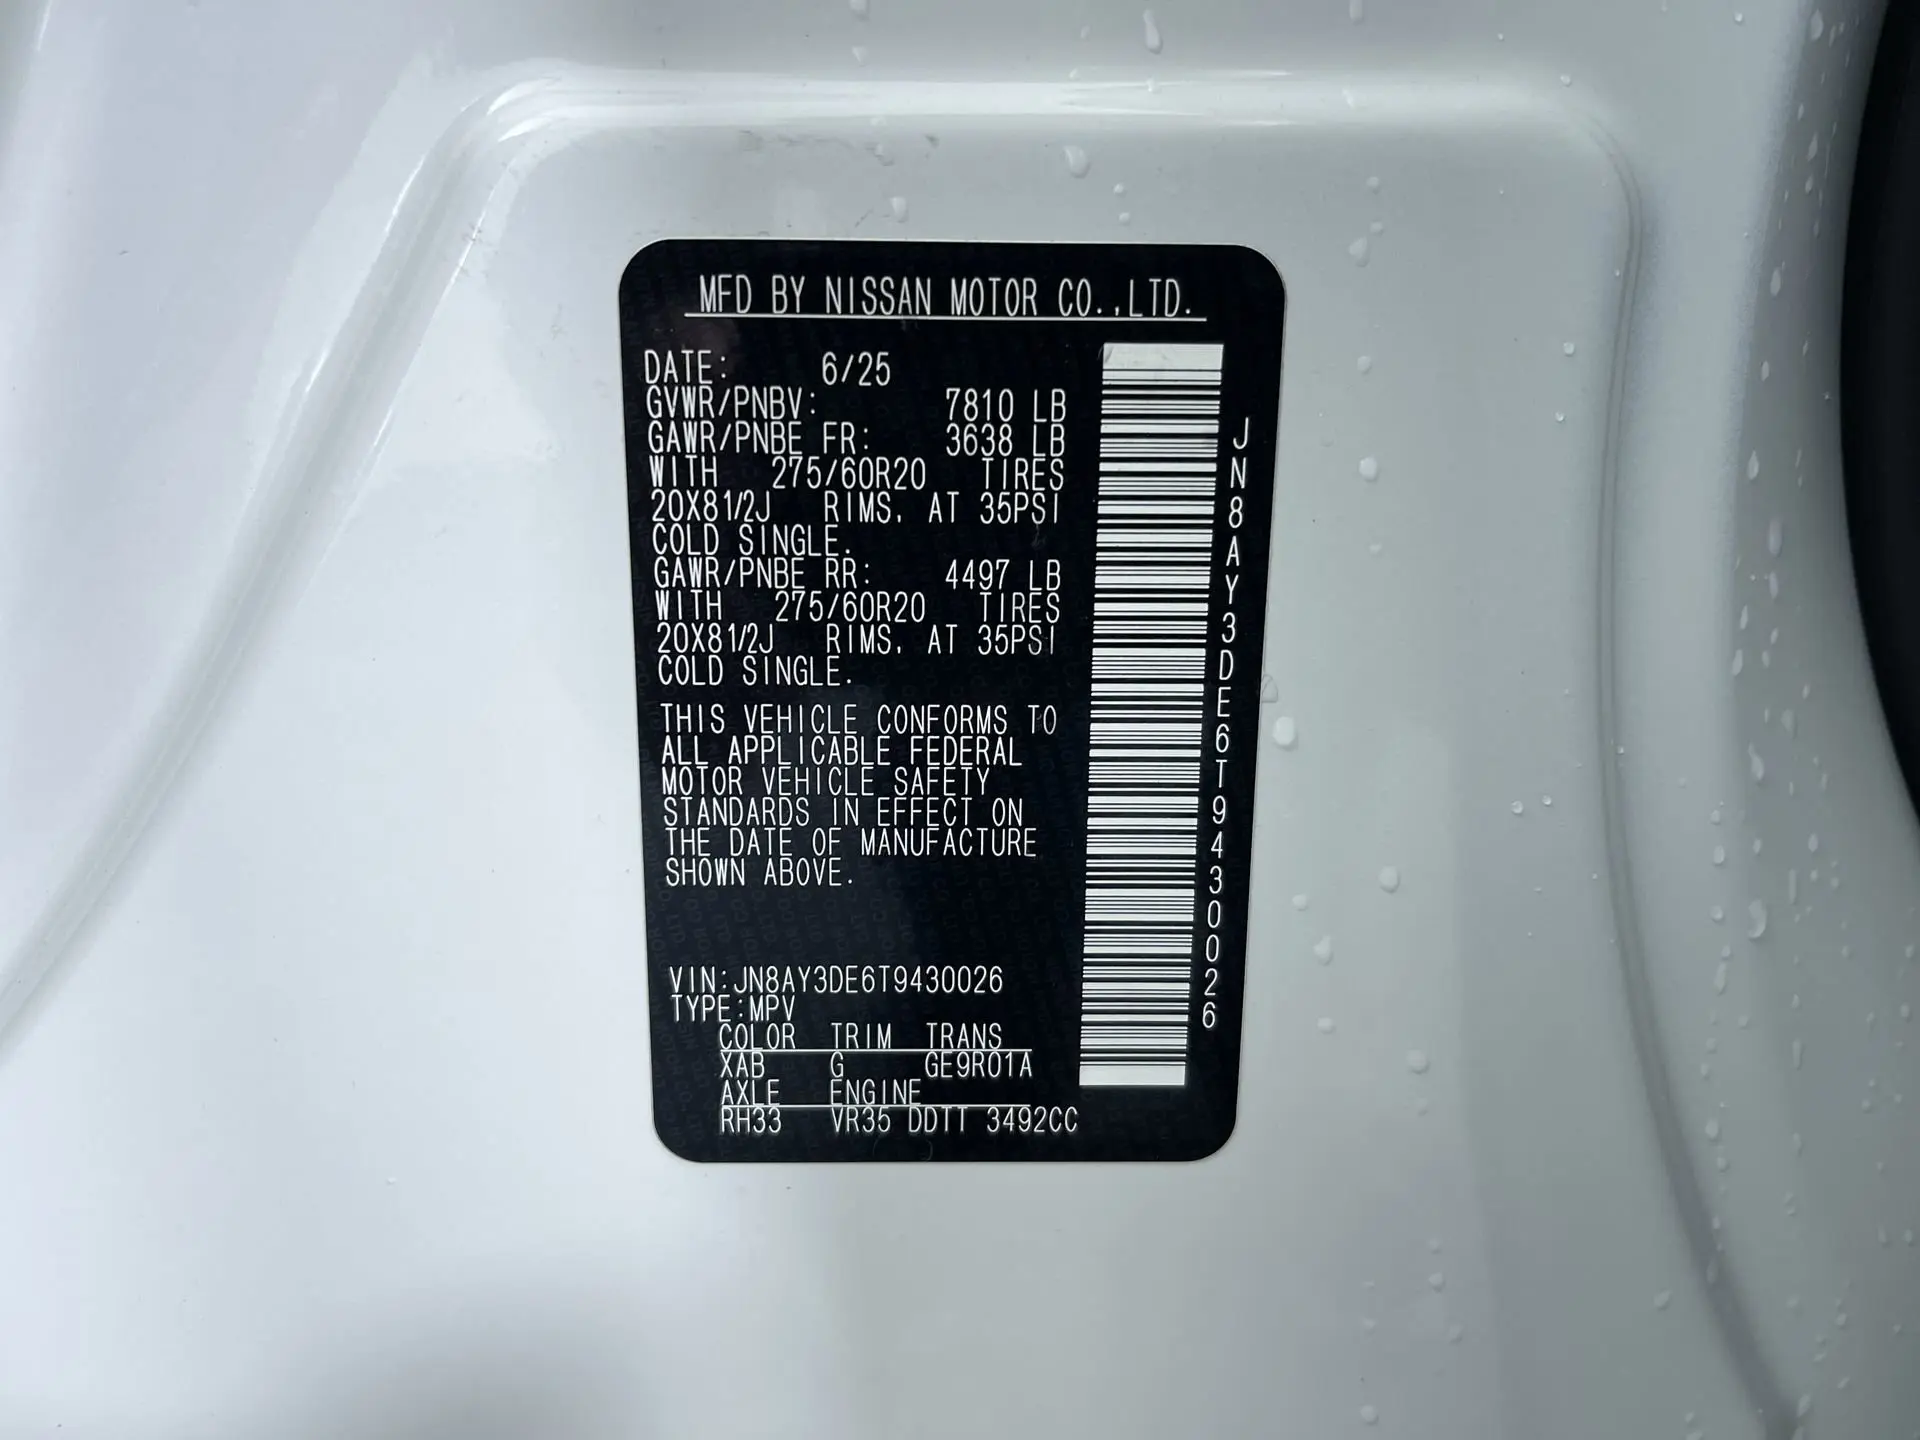 MFD BY NISSAN MOTOR CO.,LTD.
DATE: 6/25
GVWR/PNBV: 7810 LB
GAWR/PNBE FR: 3638 LB
WITH 275/60R20 TIRES
20X81/2J RIMS, AT 35PSI
COLD SINGLE.
GAWR/PNBE RR: 4497 LB
WITH 275/60R20 TIRES
20X81/2J RIMS, AT 35PSI
COLD SINGLE.
THIS VEHICLE CONFORMS TO
ALL APPLICABLE FEDERAL
MOTOR VEHICLE SAFETY
STANDARDS IN EFFECT ON
THE DATE OF MANUFACTURE
SHOWN ABOVE.
VIN:JN8AY3DE6T9430026
TYPE:MPV
COLOR TRIM TRANS
XAB G GE9R01A
AXLE ENGINE
RH33 VR35 DDTT 3492CC
JN8AY3DE6T9430026